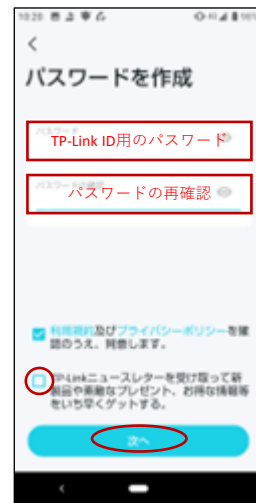 パスワードを作成
TP-Link ID用のパスワード
パスワードの再確認
利用規約及びプライバシーポリシーを確
認のうえ、同意します。
TP-Linkニュースレターを受け取って新
製品や素敵なプレゼント、お得な情報等
をいち早くゲットする。
次へ